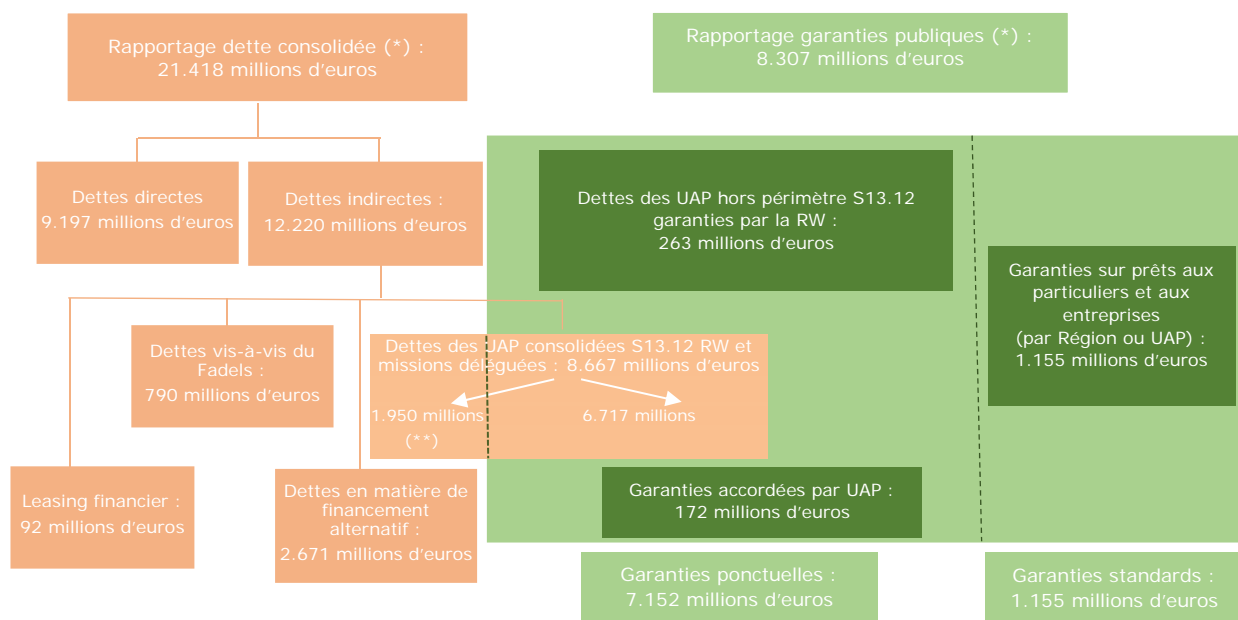 Rapportage dette consolidée (*) :
21.418 millions d'euros
Rapportage garanties publiques (*) :
8.307 millions d'euros
Dettes directes
9.197 millions d'euros
Dettes indirectes :
12.220 millions d'euros
Dettes des UAP hors périmètre S13.12
garanties par la RW :
263 millions d'euros
Garanties sur prêts aux
particuliers et aux
entreprises
(par Région ou UAP) :
1.155 millions d'euros
Dettes vis-à-vis du
Fadels :
790 millions d'euros
Dettes des UAP consolidées S13.12 RW et
missions déléguées : 8.667 millions d'euros
1.950 millions
(**)
6.717 millions
Leasing financier :
92 millions d'euros
Dettes en matière de
financement
alternatif :
2.671 millions d'euros
Garanties accordées par UAP :
172 millions d'euros
Garanties ponctuelles :
7.152 millions d'euros
Garanties standards :
1.155 millions d'euros